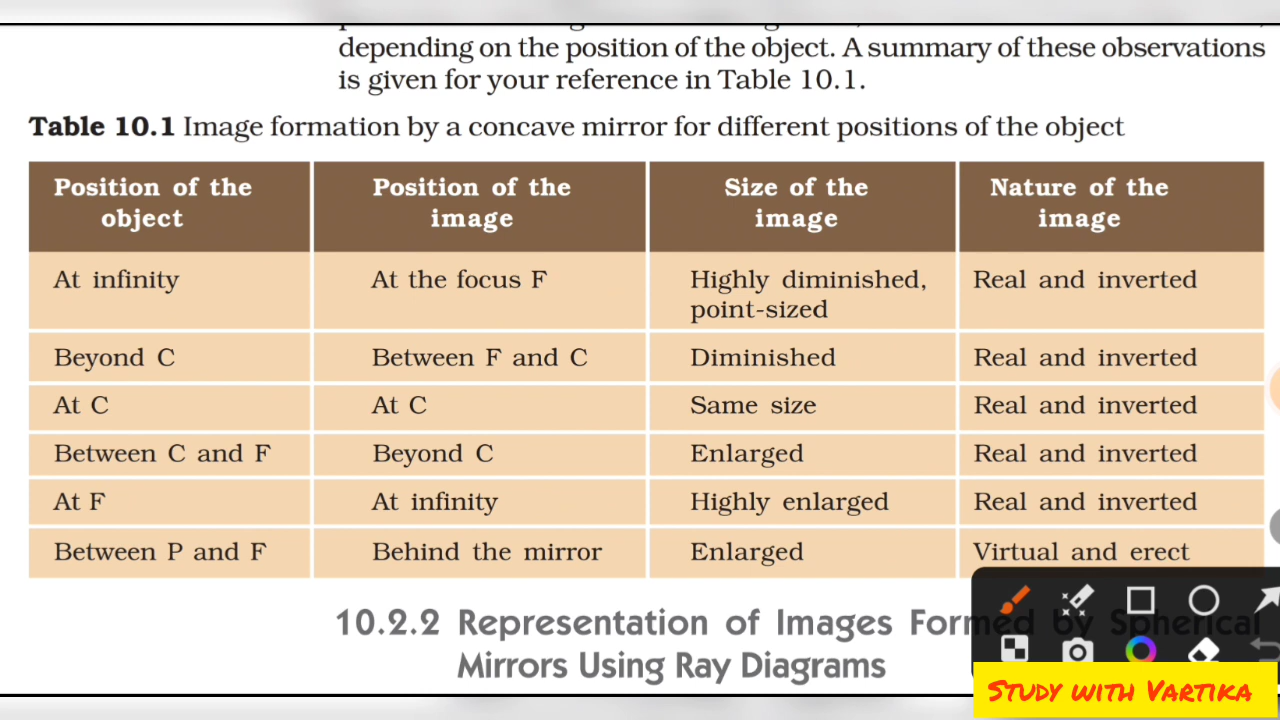 depending on the position of the object. A summary of these observations
is given for your reference in Table 10.1.
Table 10.1 Image formation by a concave mirror for different positions of the object
Position of the object Position of the image Size of the image Nature of the image
At infinity At the focus F Highly diminished, point-sized Real and inverted
Beyond C Between F and C Diminished Real and inverted
At C At C Same size Real and inverted
Between C and F Beyond C Enlarged Real and inverted
At F At infinity Highly enlarged Real and inverted
Between P and F Behind the mirror Enlarged Virtual and erect
10.2.2 Representation of Images Formed by Spherical
Mirrors Using Ray Diagrams
Study with Vartika